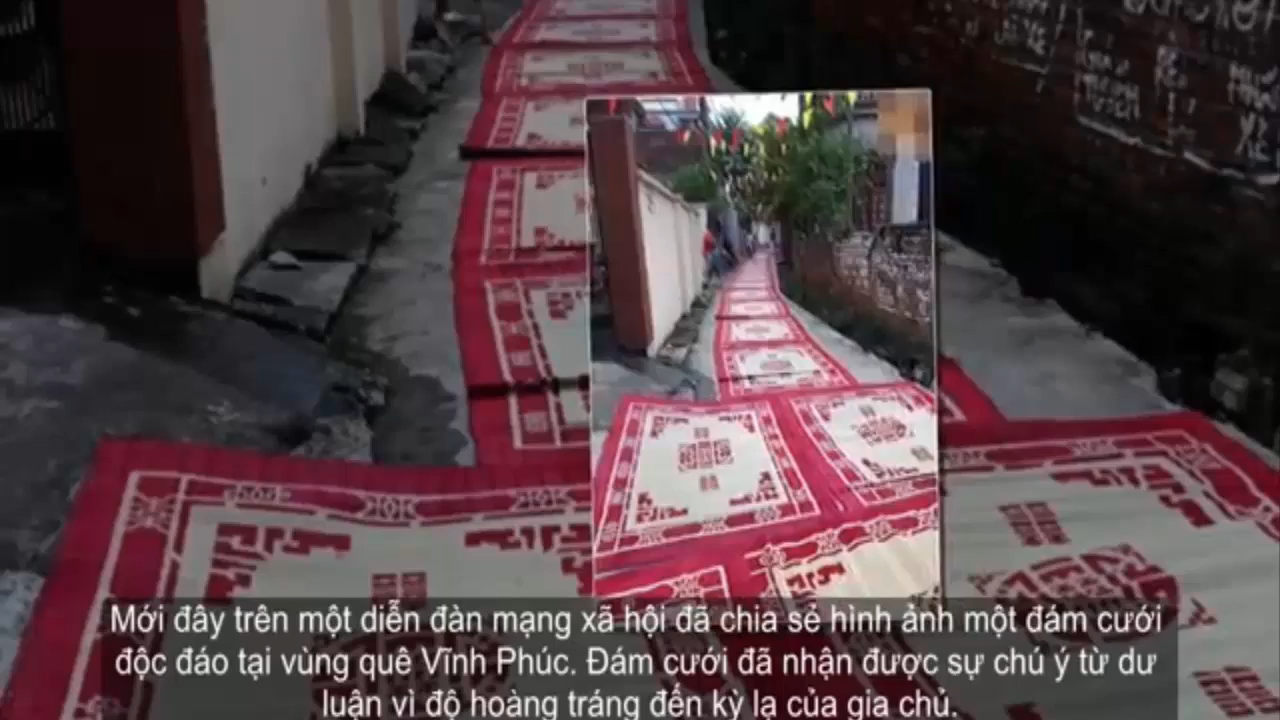 Mới đây trên một diễn đàn mạng xã hội đã chia sẻ hình ảnh một đám cưới
độc đáo tại vùng quê Vĩnh Phúc. Đám cưới đã nhận được sự chú ý từ dư
luận vì độ hoàng tráng đến kỳ lạ của gia chủ.